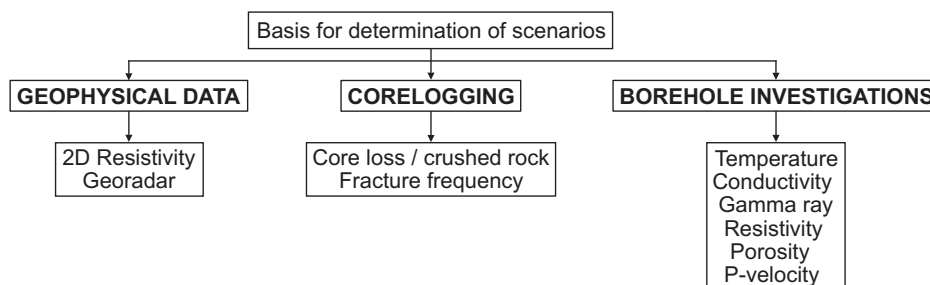 Basis for determination of scenarios
GEOPHYSICAL DATA
2D Resistivity
Georadar
CORELOGGING
Core loss / crushed rock
Fracture frequency
BOREHOLE INVESTIGATIONS
Temperature
Conductivity
Gamma ray
Resistivity
Porosity
P-velocity